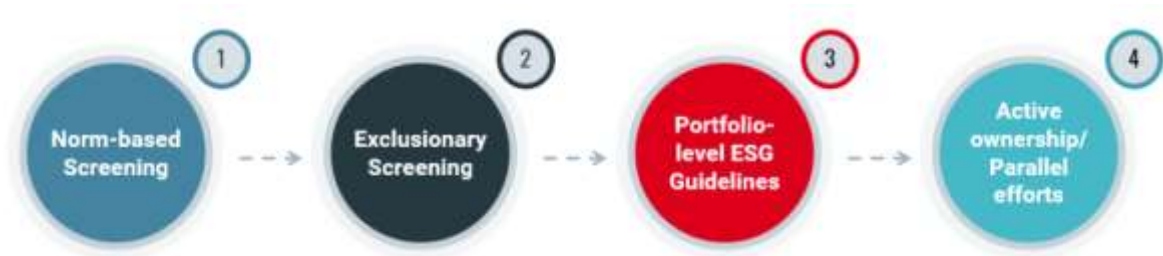 1
Norm-based
Screening
2
Exclusionary
Screening
3
Portfolio-
level ESG
Guidelines
4
Active
ownership/
Parallel
efforts